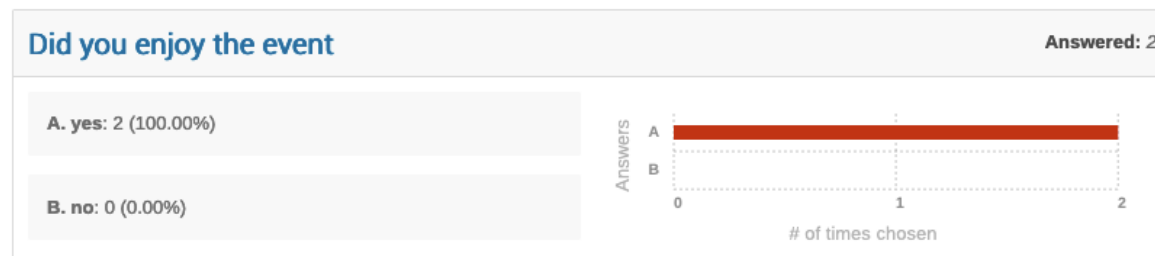 Did you enjoy the event
Answered: 2
A. yes: 2 (100.00%)
B. no: 0 (0.00%)
Answers
A
B
0 1 2
# of times chosen